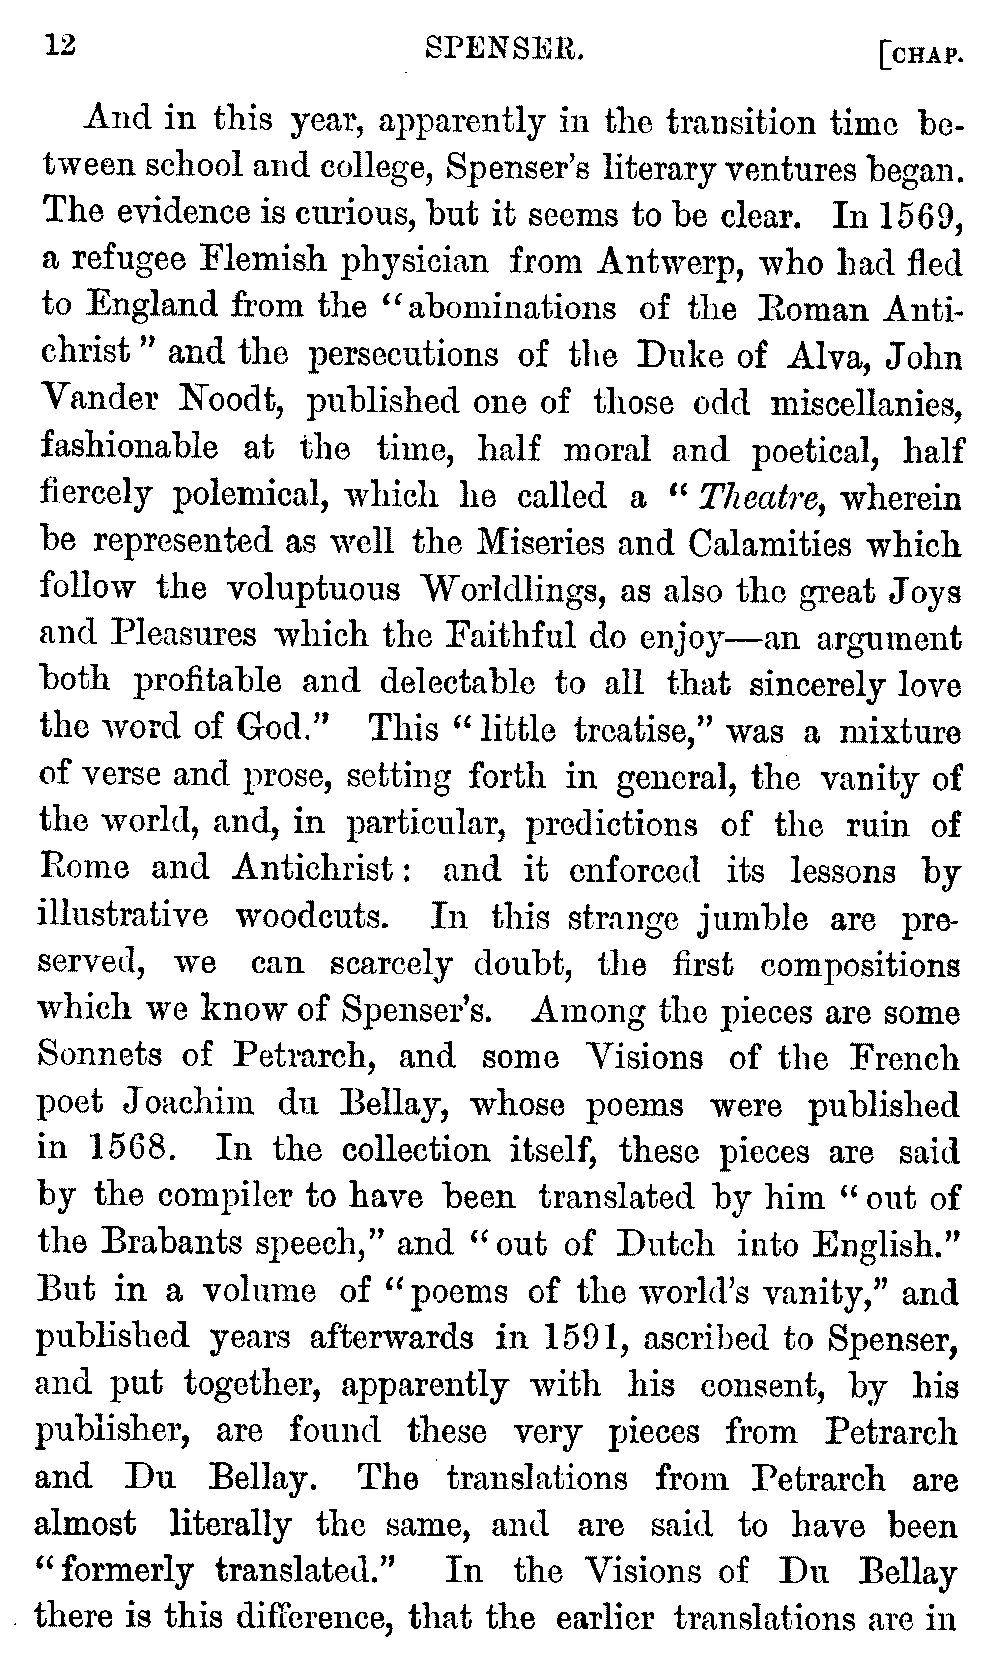 12 SPENSER. [CHAP.
And in this year, apparently in the transition time be-
tween school and college, Spenser's literary ventures began.
The evidence is curious, but it seems to be clear. In 1569,
a refugee Flemish physician from Antwerp, who had fled
to England from the "abominations of the Roman Anti-
christ" and the persecutions of the Duke of Alva, John
Vander Noodt, published one of those odd miscellanies,
fashionable at the time, half moral and poetical, half
fiercely polemical, which he called a "Theatre, wherein
be represented as well the Miseries and Calamities which
follow the voluptuous Worldlings, as also the great Joys
and Pleasures which the Faithful do enjoy—an argument
both profitable and delectable to all that sincerely love
the word of God." This "little treatise," was a mixture
of verse and prose, setting forth in general, the vanity of
the world, and, in particular, predictions of the ruin of
Rome and Antichrist: and it enforced its lessons by
illustrative woodcuts. In this strange jumble are pre-
served, we can scarcely doubt, the first compositions
which we know of Spenser's. Among the pieces are some
Sonnets of Petrarch, and some Visions of the French
poet Joachim du Bellay, whose poems were published
in 1568. In the collection itself, these pieces are said
by the compiler to have been translated by him "out of
the Brabants speech," and "out of Dutch into English."
But in a volume of "poems of the world's vanity," and
published years afterwards in 1591, ascribed to Spenser,
and put together, apparently with his consent, by his
publisher, are found these very pieces from Petrarch
and Du Bellay. The translations from Petrarch are
almost literally the same, and are said to have been
"formerly translated." In the Visions of Du Bellay
there is this difference, that the earlier translations are in